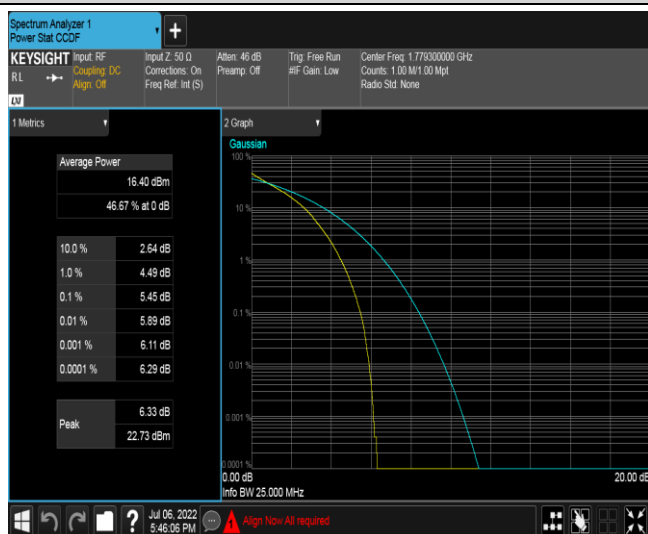 Spectrum Analyzer 1
Power Stat CCDF
KEYSIGHT
RL
LXI
Input: RF
Coupling: DC
Align: Off
Input Z: 50 Ω
Corrections: On
Freq Ref: Int (S)
Atten: 46 dB
Preamp: Off
Trig: Free Run
#IF Gain: Low
Center Freq: 1.779300000 GHz
Counts: 1.00 M/1.00 Mpt
Radio Std: None
1 Metrics
Average Power
16.40 dBm
46.67 % at 0 dB
10.0 % 2.64 dB
1.0 % 4.49 dB
0.1 % 5.45 dB
0.01 % 5.89 dB
0.001 % 6.11 dB
0.0001 % 6.29 dB
Peak
6.33 dB
22.73 dBm
2 Graph
Gaussian
100 %
10 %
1 %
0.1 %
0.01 %
0.001 %
0.0001 %
0.00 dB 20.00 dB
Info BW 25.000 MHz
?
Jul 06, 2022
5:46:06 PM
Align Now All required